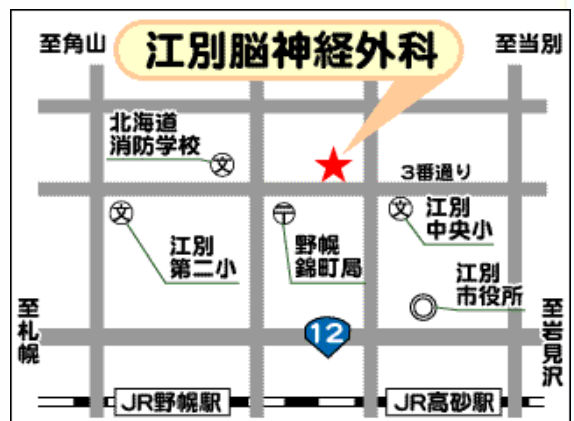 至角山
江別脳神経外科
至当別
北海道
消防学校
文
3番通り
文
江別
第二小
〒
野幌
錦町局
文
江別
中央小
江別
市役所
至札幌
12
至岩見沢
JR野幌駅
JR高砂駅